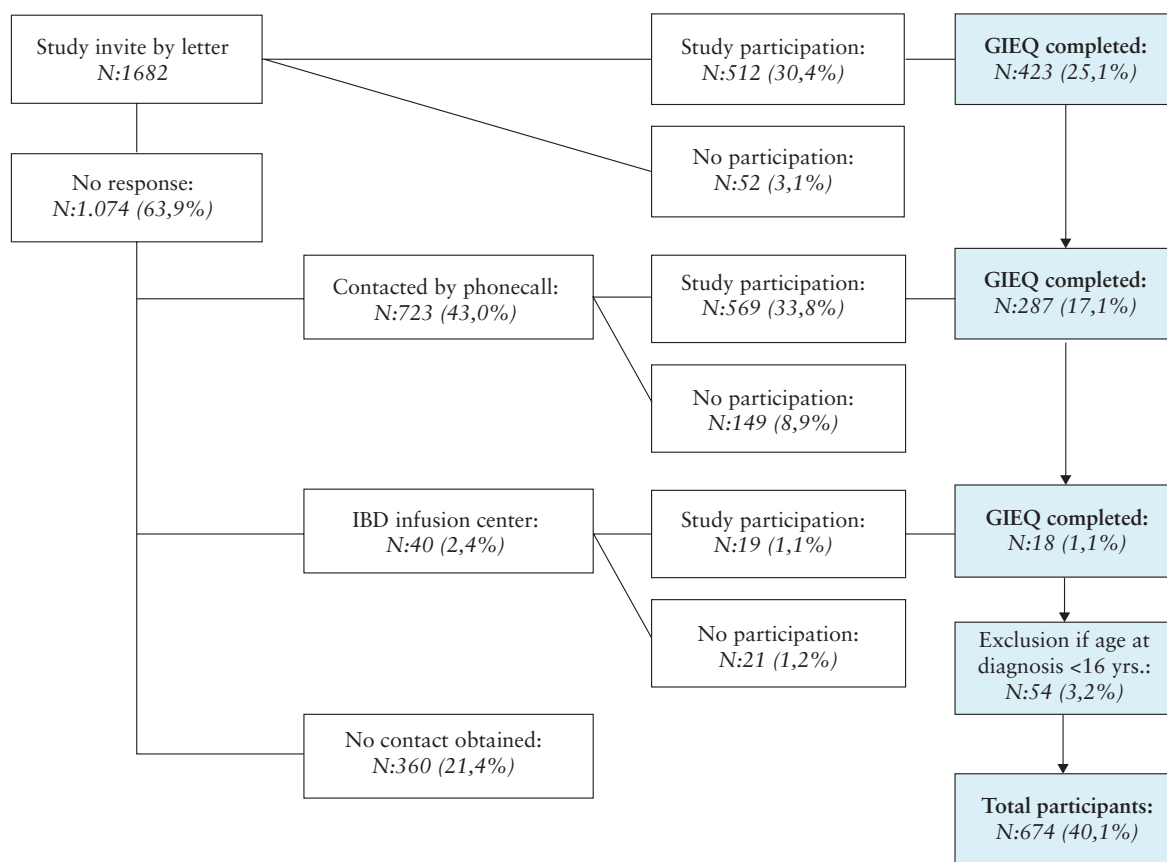 Study invite by letter
N:1682
Study participation:
N:512 (30,4%)
GIEQ completed:
N:423 (25,1%)
No participation:
N:52 (3,1%)
No response:
N:1.074 (63,9%)
Contacted by phonecall:
N:723 (43,0%)
Study participation:
N:569 (33,8%)
GIEQ completed:
N:287 (17,1%)
No participation:
N:149 (8,9%)
IBD infusion center:
N:40 (2,4%)
Study participation:
N:19 (1,1%)
GIEQ completed:
N:18 (1,1%)
No participation:
N:21 (1,2%)
Exclusion if age at
diagnosis <16 yrs.:
N:54 (3,2%)
No contact obtained:
N:360 (21,4%)
Total participants:
N:674 (40,1%)